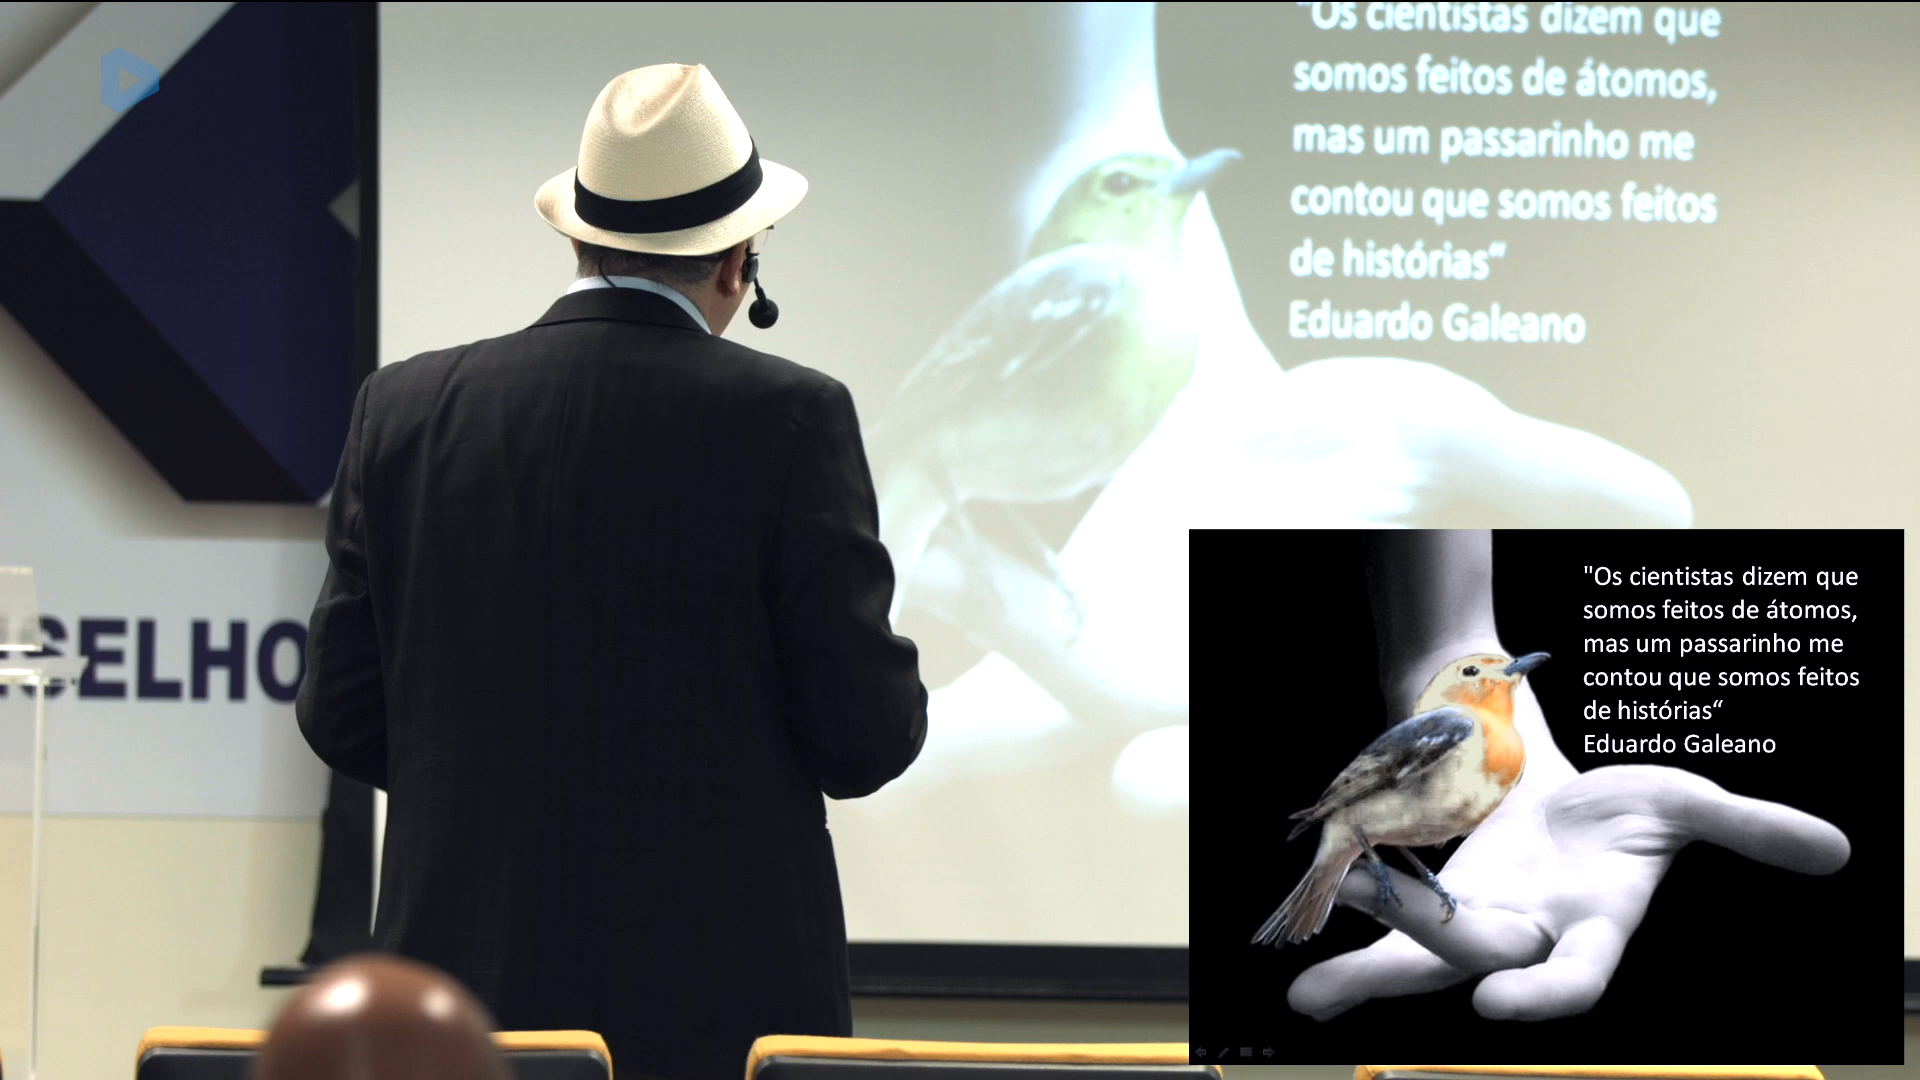 "Os cientistas dizem que
somos feitos de átomos,
mas um passarinho me
contou que somos feitos
de histórias“
Eduardo Galeano
SELHO
"Os cientistas dizem que
somos feitos de átomos,
mas um passarinho me
contou que somos feitos
de histórias“
Eduardo Galeano